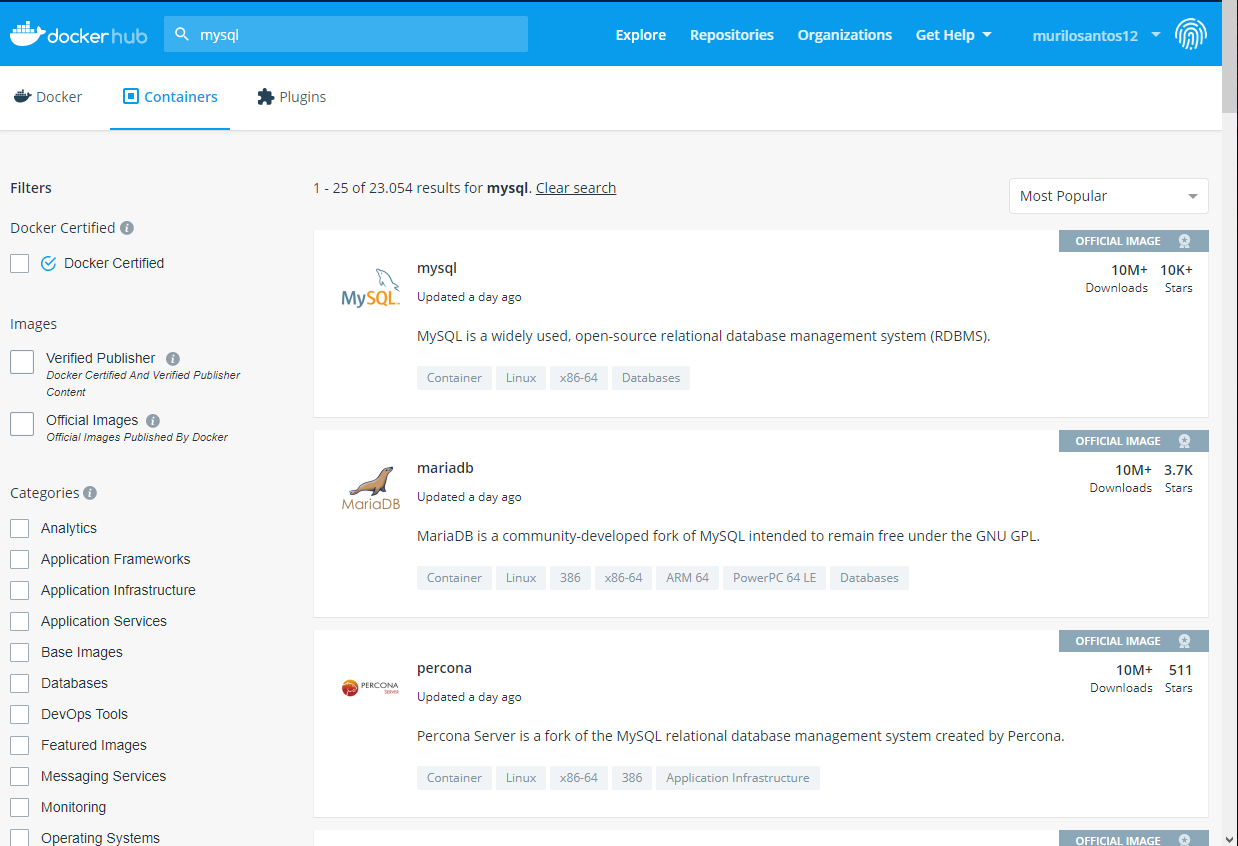 dockerhub
mysql
Explore
Repositories
Organizations
Get Help
murilosantos12
Docker
Containers
Plugins
Filters
Docker Certified
Docker Certified
Images
Verified Publisher
Docker Certified And Verified Publisher
Content
Official Images
Official Images Published By Docker
Categories
Analytics
Application Frameworks
Application Infrastructure
Application Services
Base Images
Databases
DevOps Tools
Featured Images
Messaging Services
Monitoring
Operating Systems
1 - 25 of 23.054 results for mysql. Clear search
Most Popular
OFFICIAL IMAGE
MySQL.
mysql
Updated a day ago
10M+ 10K+
Downloads Stars
MySQL is a widely used, open-source relational database management system (RDBMS).
Container Linux x86-64 Databases
OFFICIAL IMAGE
MariaDB
mariadb
Updated a day ago
10M+ 3.7K
Downloads Stars
MariaDB is a community-developed fork of MySQL intended to remain free under the GNU GPL.
Container Linux 386 x86-64 ARM 64 PowerPC 64 LE Databases
OFFICIAL IMAGE
PERCONA
Server
percona
Updated a day ago
10M+ 511
Downloads Stars
Percona Server is a fork of the MySQL relational database management system created by Percona.
Container Linux x86-64 386 Application Infrastructure
OFFICIAL IMAGE